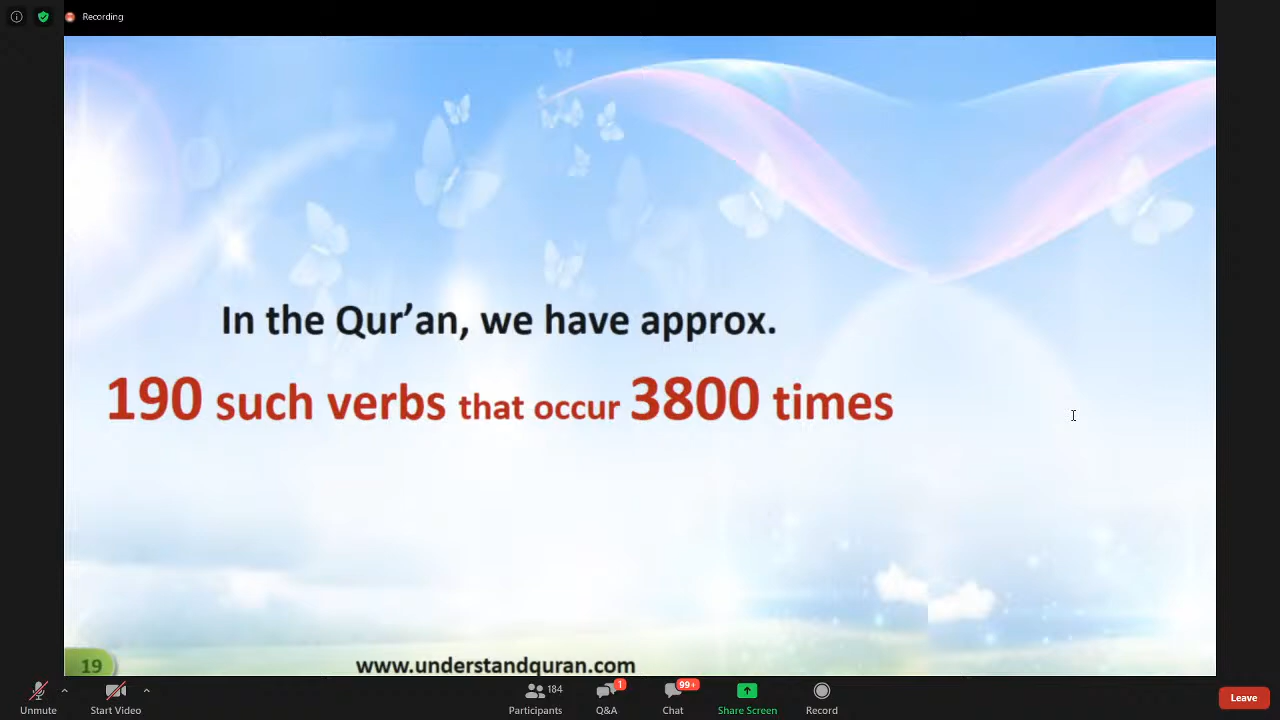 Recording
In the Qur’an, we have approx.
190 such verbs that occur 3800 times
19
www.understandquran.com
Unmute
Start Video
184
Participants
1
Q&A
99+
Chat
Share Screen
Record
Leave